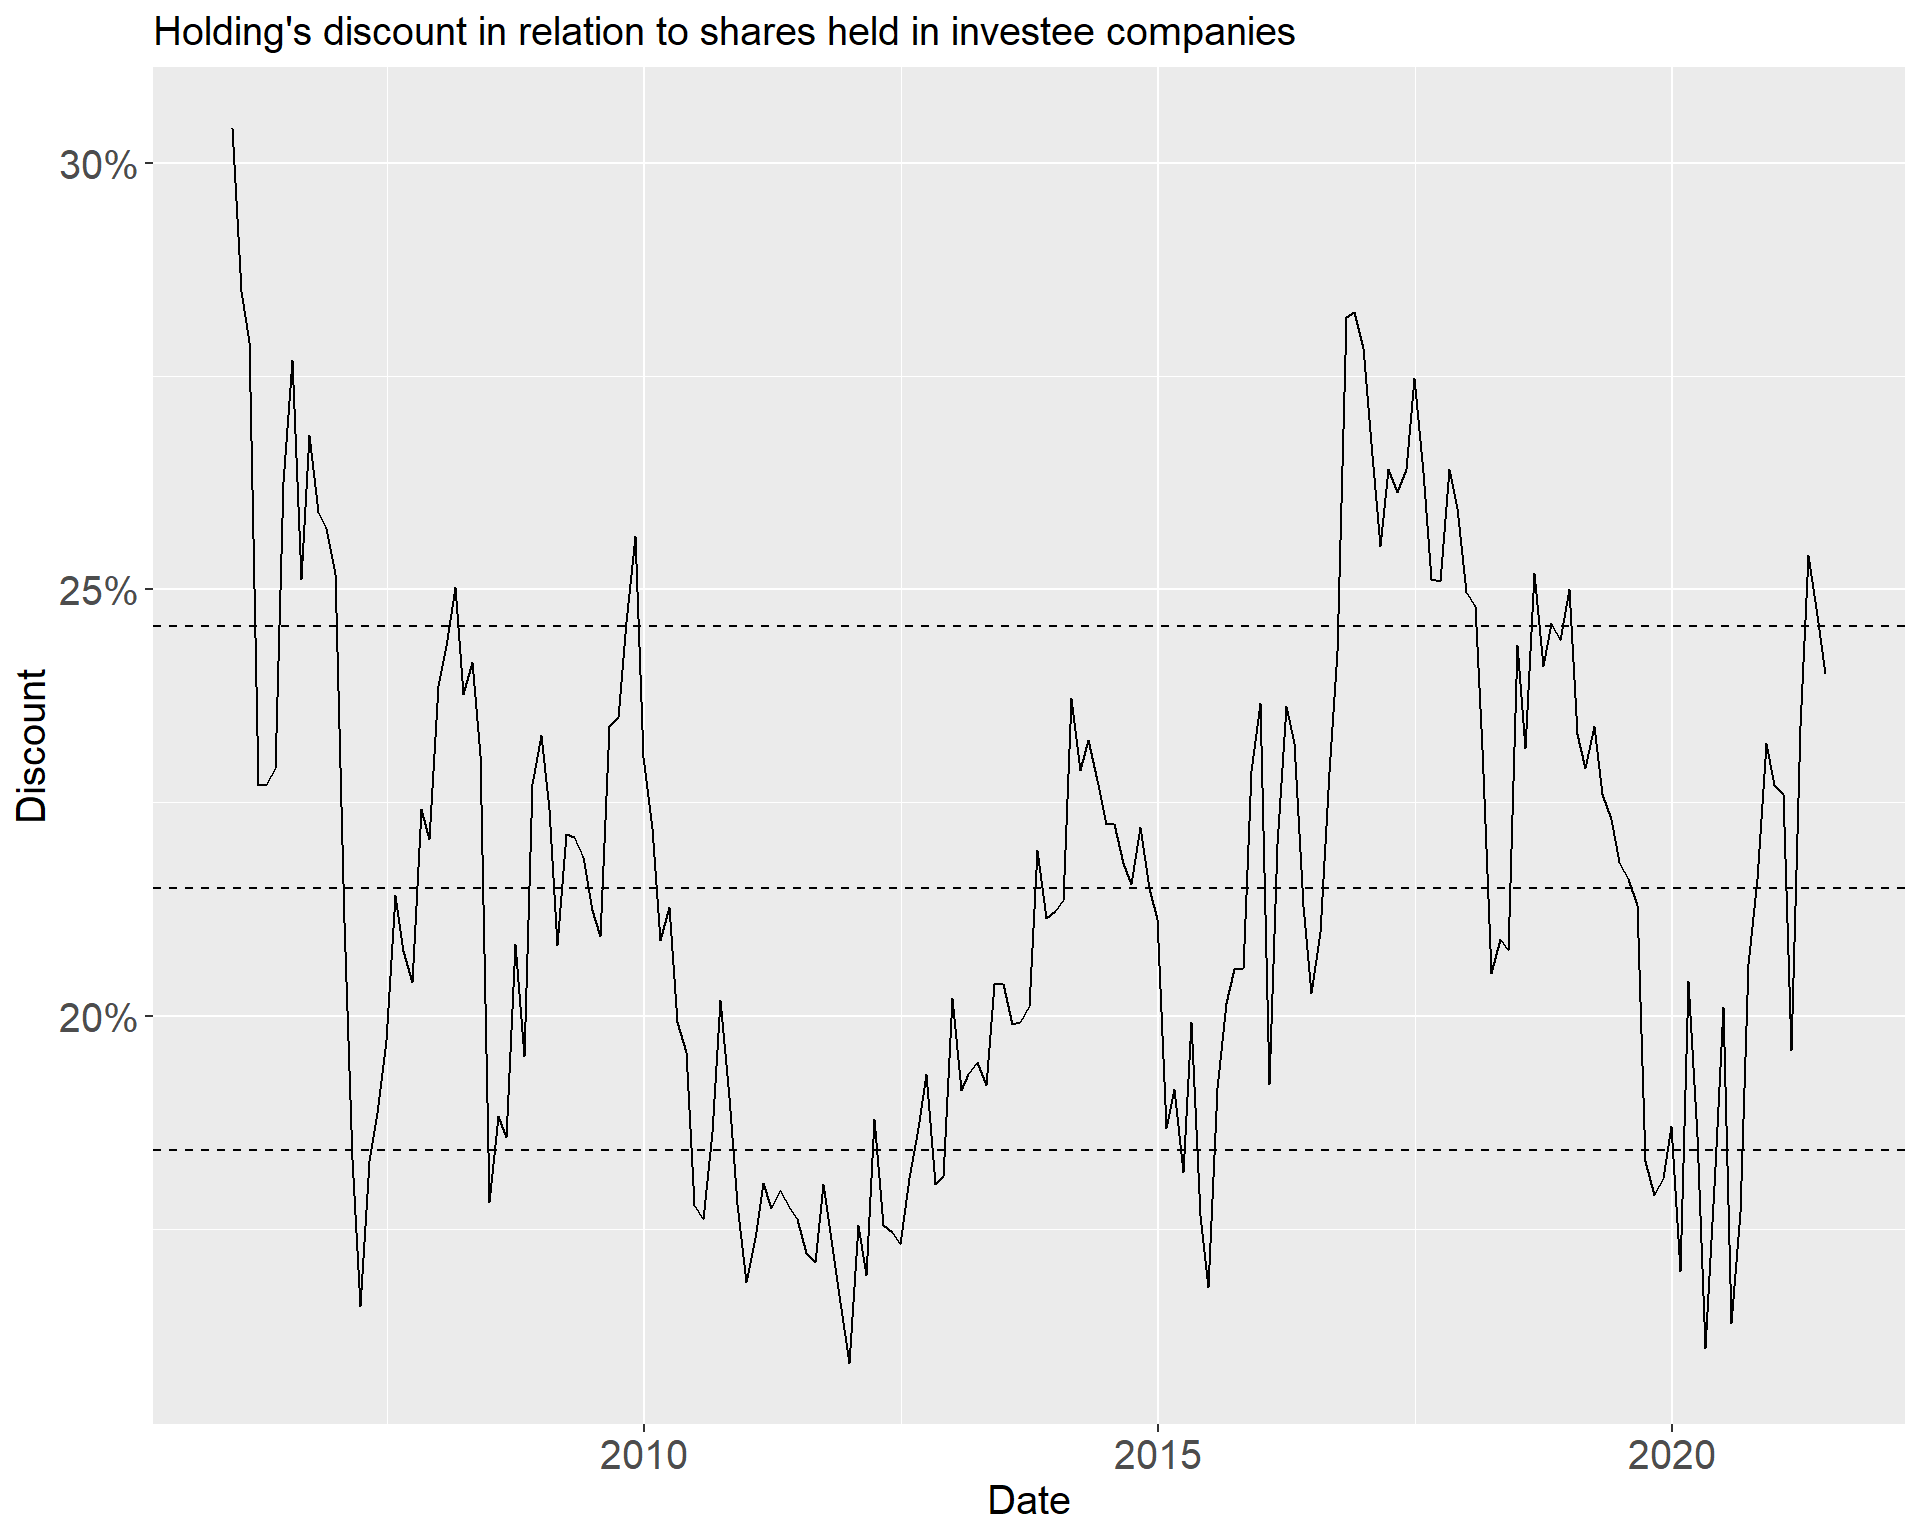 Holding's discount in relation to shares held in investee companies
30%
25%
20%
Discount
2010 2015 2020
Date